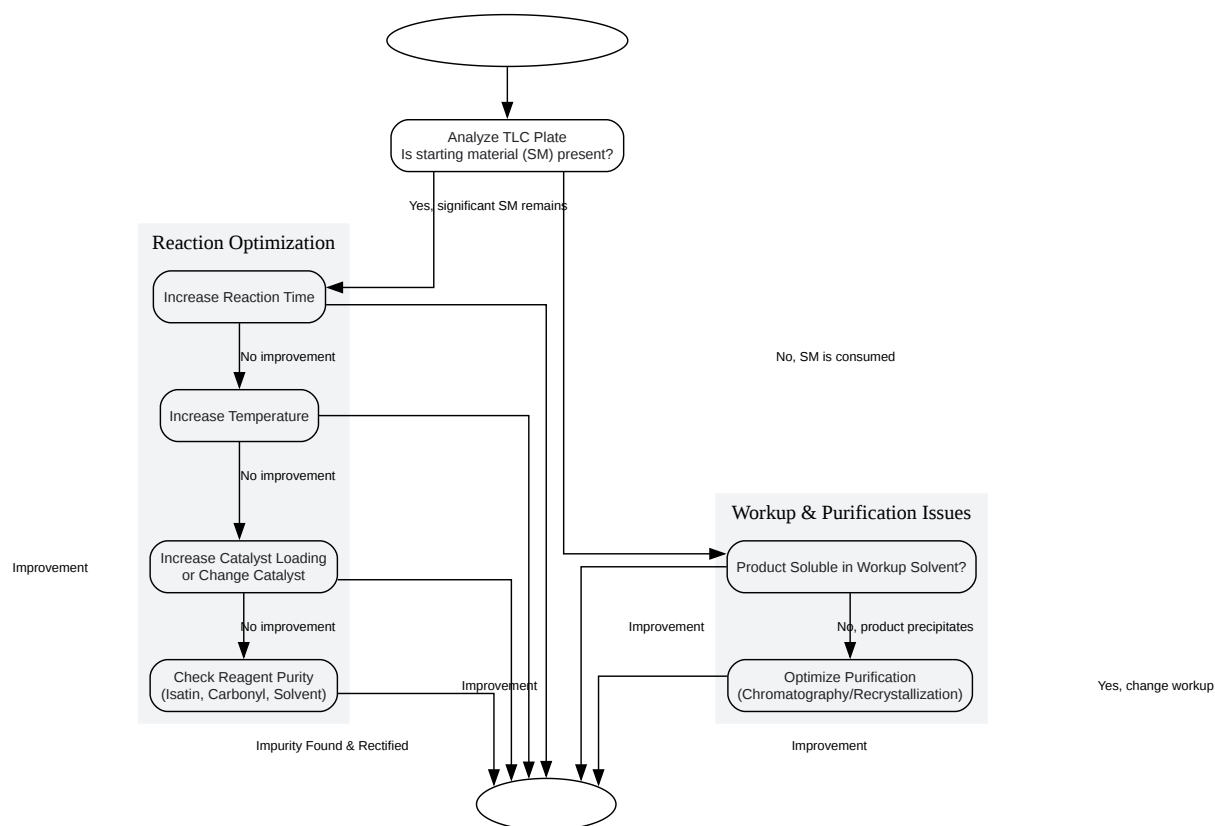 Analyze TLC Plate
Is starting material (SM) present?
Yes, significant SM remains
Reaction Optimization
Increase Reaction Time
No improvement
No, SM is consumed
Increase Temperature
No improvement
Workup & Purification Issues
Increase Catalyst Loading
or Change Catalyst
Product Soluble in Workup Solvent?
Improvement
No improvement
Improvement
No, product precipitates
Check Reagent Purity
(Isatin, Carbonyl, Solvent)
Improvement
Optimize Purification
(Chromatography/Recrystallization)
Yes, change workup
Impurity Found & Rectified
Improvement